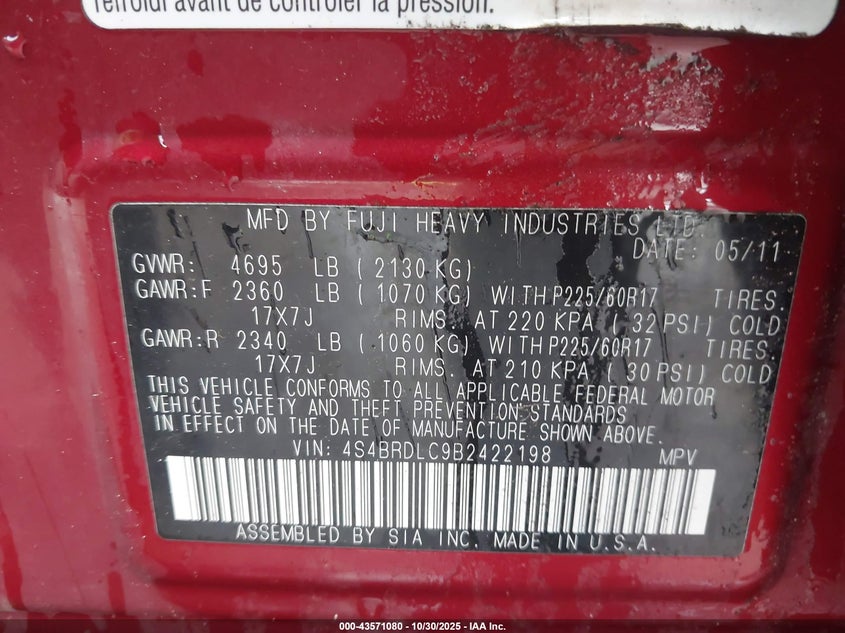 refroidi avant de contrôler la pression.
MFD BY FUJI HEAVY INDUSTRIES LTD.
DATE: 05/11
GVWR: 4695 LB (2130 KG)
GAWR:F 2360 LB (1070 KG) WITH P225/60R17 TIRES.
17X7J RIMS. AT 220 KPA (32 PSI) COLD
GAWR:R 2340 LB (1060 KG) WITH P225/60R17 TIRES.
17X7J RIMS. AT 210 KPA (30 PSI) COLD
THIS VEHICLE CONFORMS TO ALL APPLICABLE FEDERAL MOTOR
VEHICLE SAFETY AND THEFT PREVENTION STANDARDS
IN EFFECT ON THE DATE OF MANUFACTURE SHOWN ABOVE.
VIN: 4S4BRDLC9B2422198 MPV
ASSEMBLED BY SIA INC. MADE IN U.S.A.
000-43571080 - 10/30/2025 - IAA Inc.